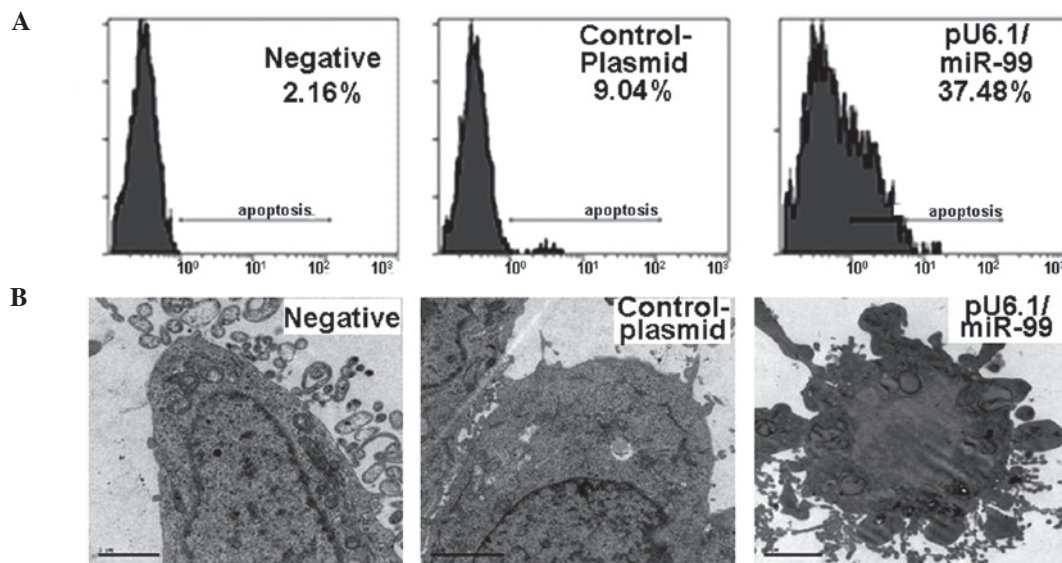 A
Negative
2.16%
apoptosis
10⁰ 10¹ 10² 10³
Control-
Plasmid
9.04%
apoptosis
10⁰ 10¹ 10² 10³
pU6.1/
miR-99
37.48%
apoptosis
10⁰ 10¹ 10² 10³
B
Negative
Control-
plasmid
pU6.1/
miR-99